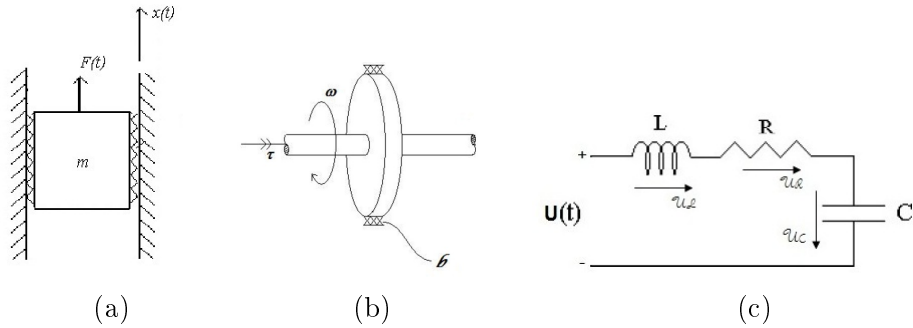 x(t)
F(t)
m
(a)
ω
τ
b
(b)
L
R
+
u_L
u_R
U(t)
u_C
C
-
(c)